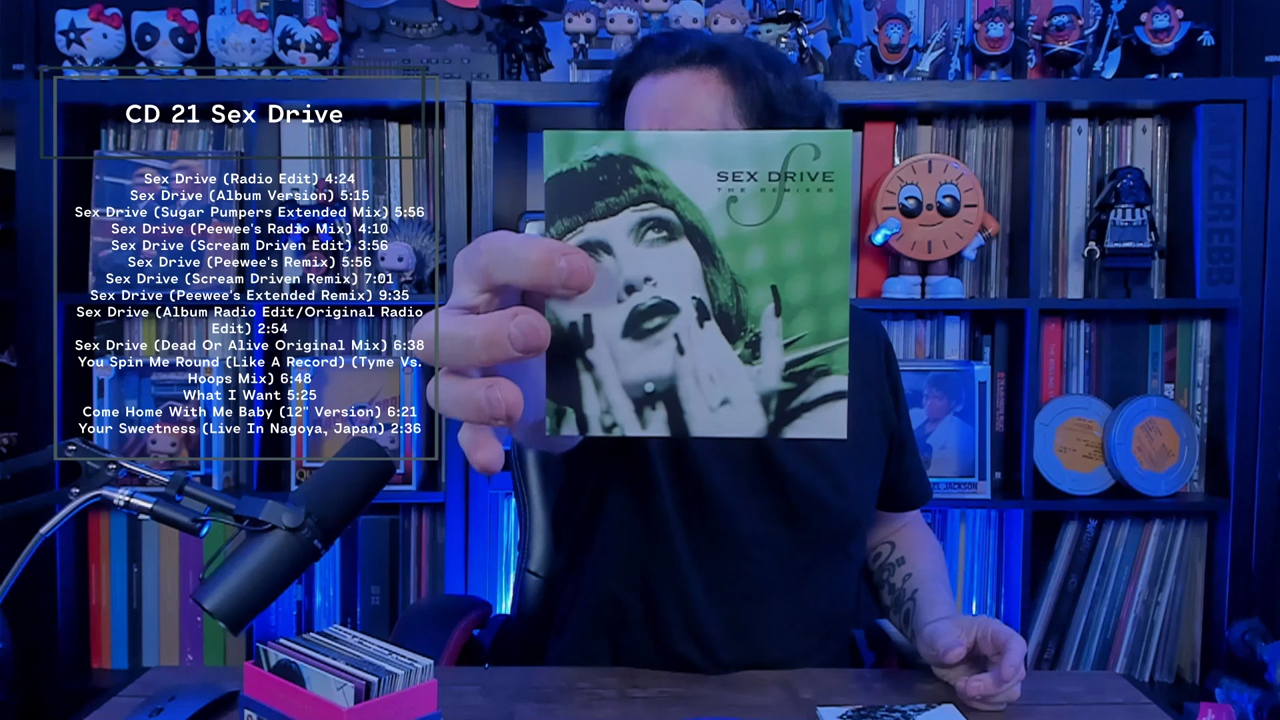 CD 21 Sex Drive
Sex Drive (Radio Edit) 4:24
Sex Drive (Album Version) 5:15
Sex Drive (Sugar Pumpers Extended Mix) 5:56
Sex Drive (Peewee's Radio Mix) 4:10
Sex Drive (Scream Driven Edit) 3:56
Sex Drive (Peewee's Remix) 5:56
Sex Drive (Scream Driven Remix) 7:01
Sex Drive (Peewee's Extended Remix) 9:35
Sex Drive (Album Radio Edit/Original Radio
Edit) 2:54
Sex Drive (Dead Or Alive Original Mix) 6:38
You Spin Me Round (Like A Record) (Tyme Vs.
Hoops Mix) 6:48
What I Want 5:25
Come Home With Me Baby (12" Version) 6:21
Your Sweetness (Live In Nagoya, Japan) 2:36
SEX DRIVE
THE REMIXES
JACKSON
NITZER EBB